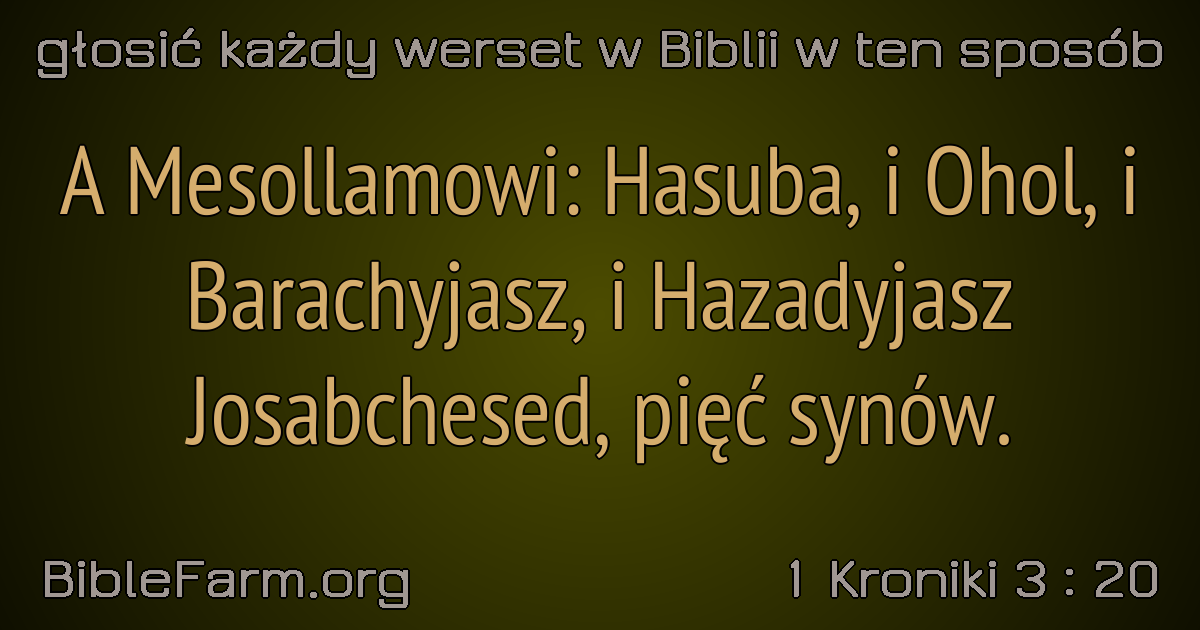 głosić każdy werset w Biblii w ten sposób
A Mesollamowi: Hasuba, i Ohol, i
Barachyjasz, i Hazadyjasz
Josabchesed, pięć synów.
BibleFarm.org
1 Kroniki 3 : 20